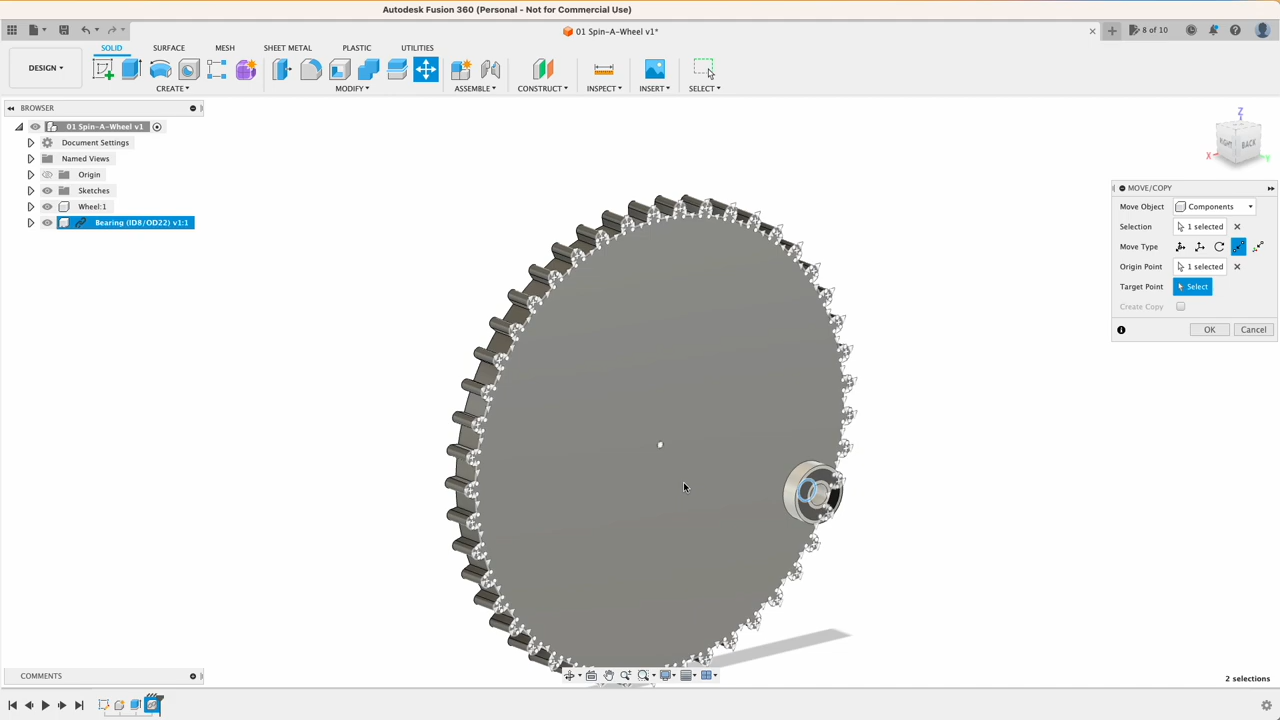 Autodesk Fusion 360 (Personal - Not for Commercial Use)
01 Spin-A-Wheel v1*
8 of 10
SOLID SURFACE MESH SHEET METAL PLASTIC UTILITIES
DESIGN
CREATE MODIFY ASSEMBLE CONSTRUCT INSPECT INSERT SELECT
BROWSER
01 Spin-A-Wheel v1
Document Settings
Named Views
Origin
Sketches
Wheel:1
Bearing (ID8/OD22) v1:1
Z
RIGHT BACK
X
Y
MOVE/COPY
Move Object Components
Selection 1 selected
Move Type
Origin Point 1 selected
Target Point Select
Create Copy
OK Cancel
COMMENTS
2 selections